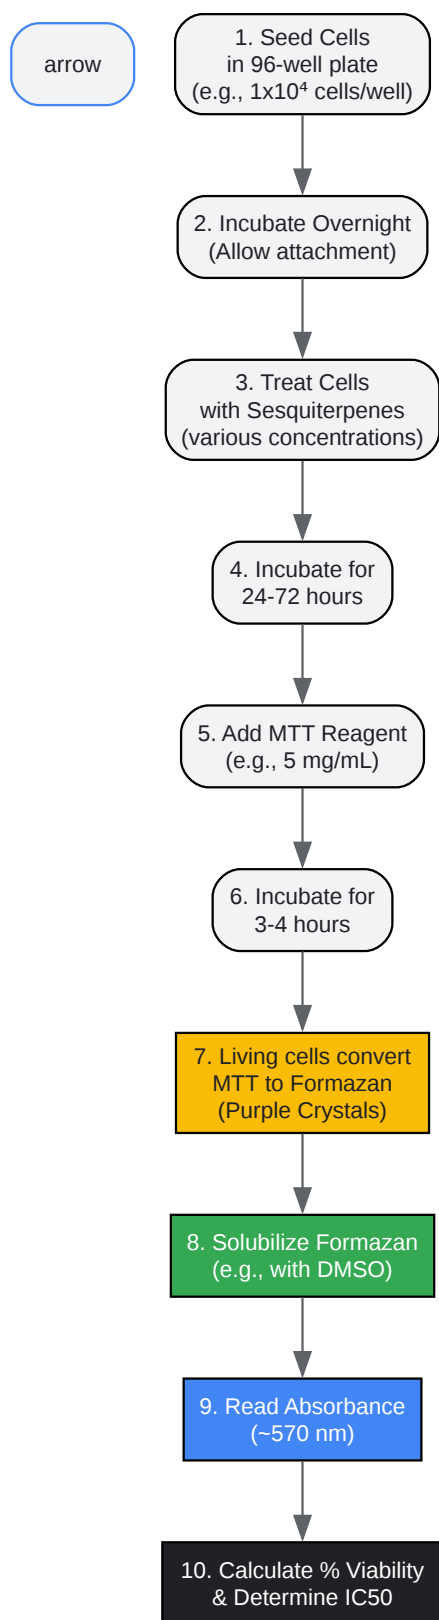 arrow
1. Seed Cells
in 96-well plate
(e.g., 1x10⁴ cells/well)
2. Incubate Overnight
(Allow attachment)
3. Treat Cells
with Sesquiterpenes
(various concentrations)
4. Incubate for
24-72 hours
5. Add MTT Reagent
(e.g., 5 mg/mL)
6. Incubate for
3-4 hours
7. Living cells convert
MTT to Formazan
(Purple Crystals)
8. Solubilize Formazan
(e.g., with DMSO)
9. Read Absorbance
(~570 nm)
10. Calculate % Viability
& Determine IC50